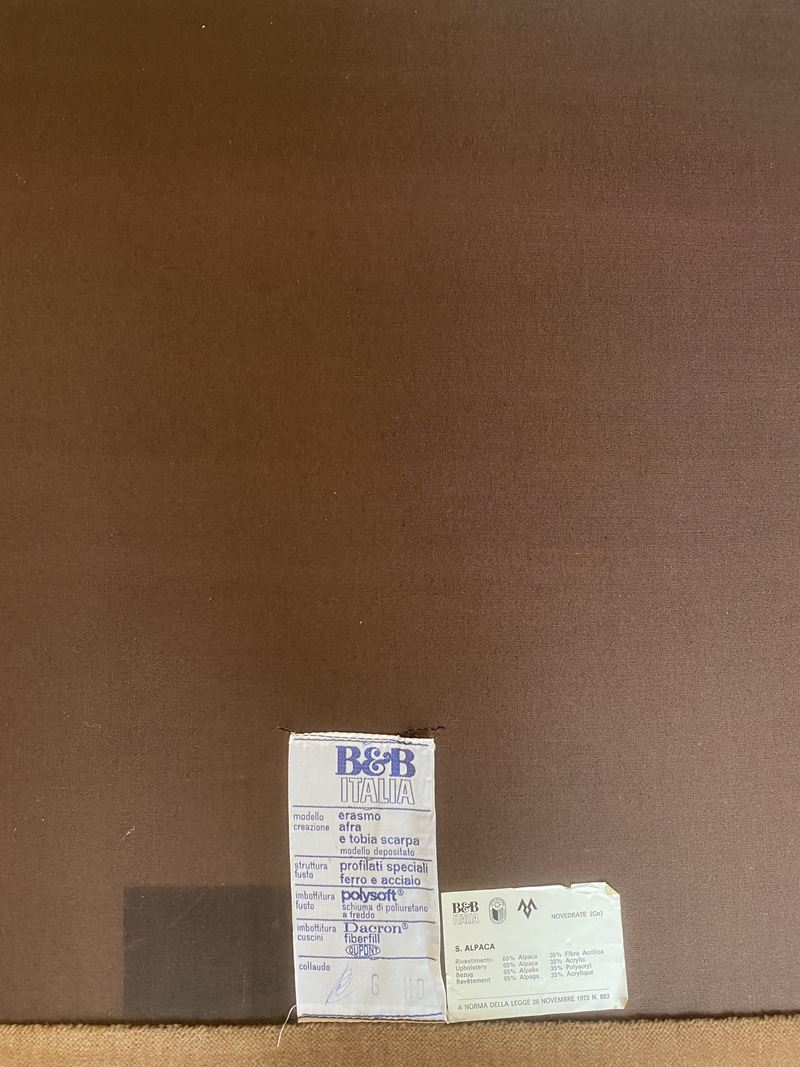 B&B
ITALIA
modello erasmo
creazione afra
e tobia scarpa
modello depositato
struttura profilati speciali
fusto ferro e acciaio
imbottitura polysoft®
fusto schiuma di poliuretano
a freddo
imbottitura Dacron®
cuscini fiberfill
DUPONT
collaudo
6 110
B&B
ITALIA
NOVEDRATE (Co)
S. ALPACA
Rivestimento 65% Alpaca 35% Fibra Acrilica
Upholstery 65% Alpaca 35% Acrylic
Bezug 65% Alpaka 35% Polyacryl
Revêtement 65% Alpaga 35% Acrylique
A NORMA DELLA LEGGE 26 NOVEMBRE 1973 N. 883